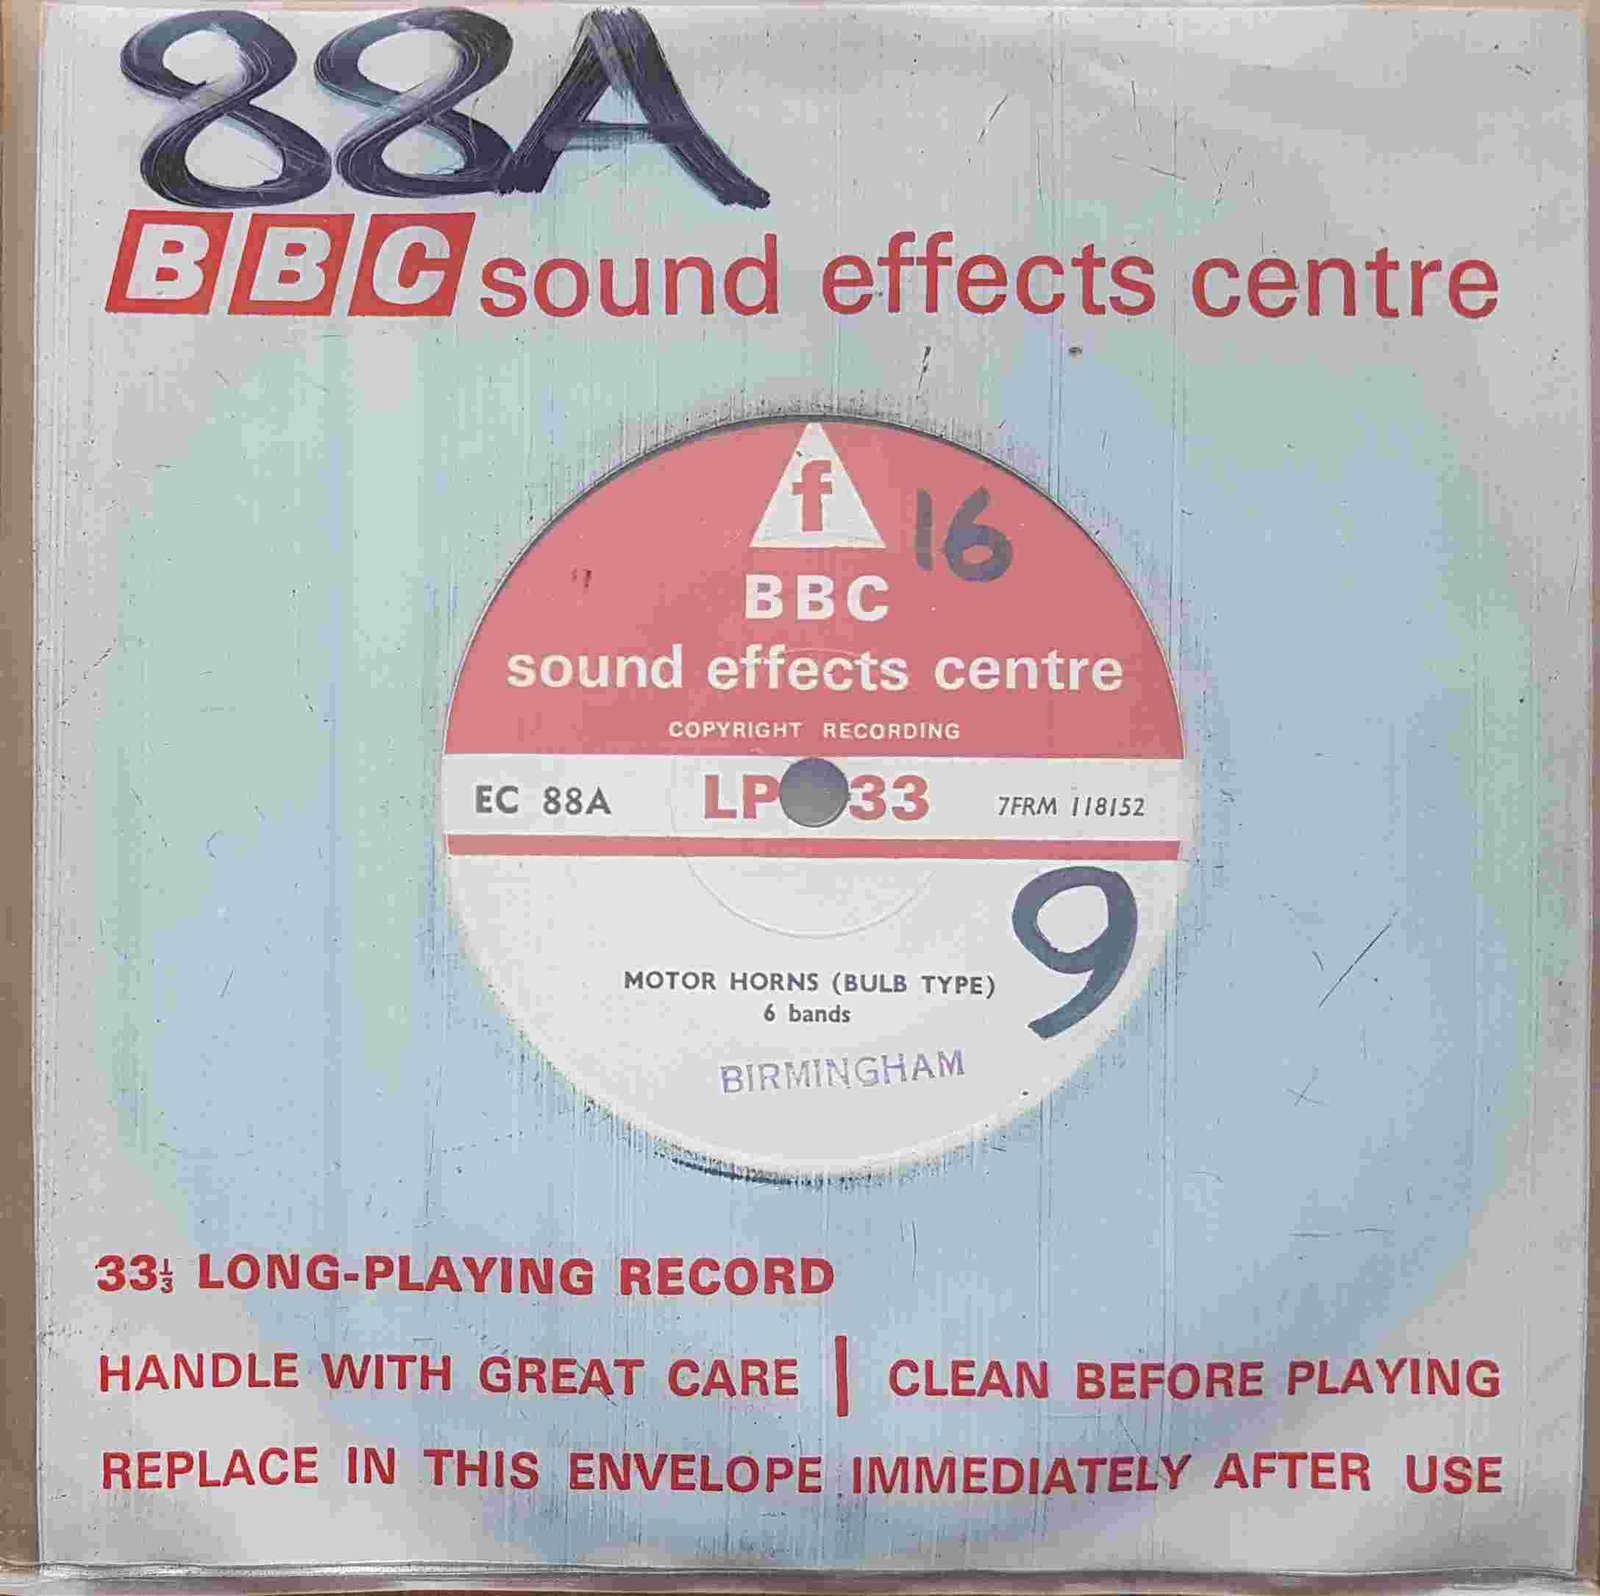 88A
BBC sound effects centre
f
16
BBC
sound effects centre
COPYRIGHT RECORDING
EC 88A LP 33 7FRM 118152
9
MOTOR HORNS (BULB TYPE)
6 bands
BIRMINGHAM
33⅓ LONG-PLAYING RECORD
HANDLE WITH GREAT CARE | CLEAN BEFORE PLAYING
REPLACE IN THIS ENVELOPE IMMEDIATELY AFTER USE